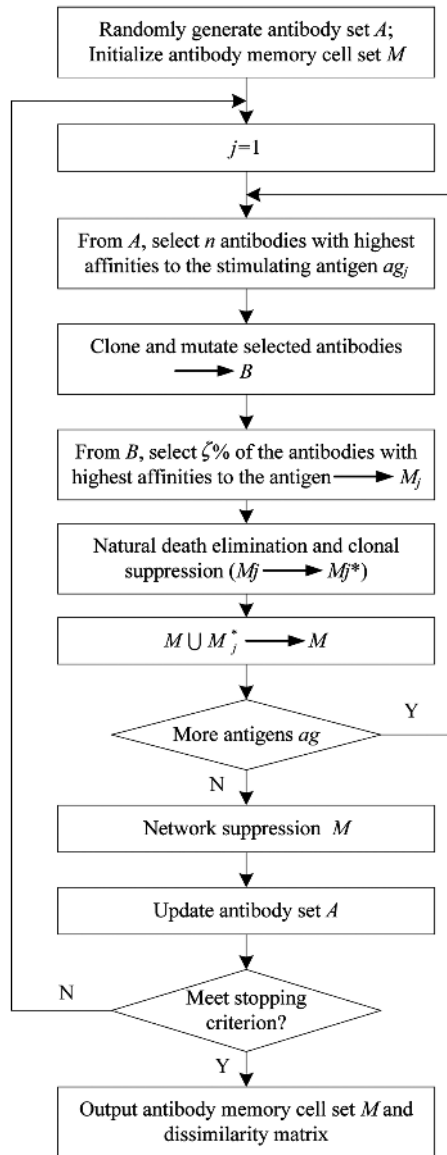 Randomly generate antibody set A;
Initialize antibody memory cell set M
j=1
From A, select n antibodies with highest
affinities to the stimulating antigen ag_j
Clone and mutate selected antibodies
⟶ B
From B, select ζ% of the antibodies with
highest affinities to the antigen ⟶ M_j
Natural death elimination and clonal
suppression (Mj ⟶ Mj*)
M ∪ M_j^* ⟶ M
More antigens ag
Y
N
Network suppression M
Update antibody set A
N
Meet stopping
criterion?
Y
Output antibody memory cell set M and
dissimilarity matrix